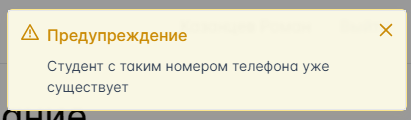 Предупреждение
Студент с таким номером телефона уже
существует